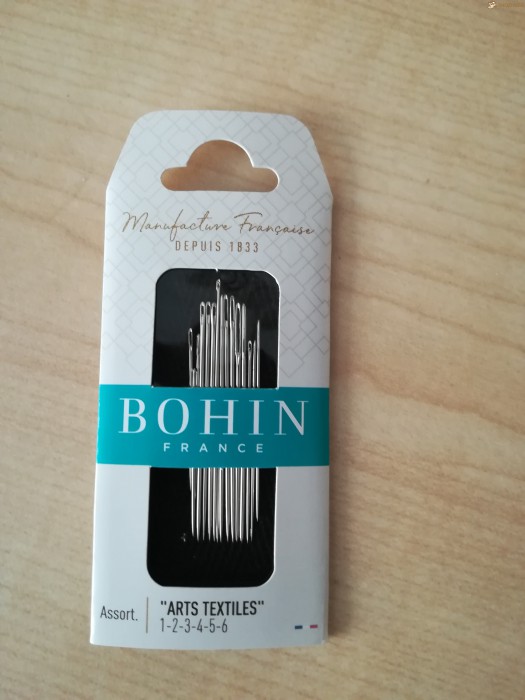 Manufacture Française
DEPUIS 1833
BOHIN
FRANCE
Assort.
"ARTS TEXTILES"
1-2-3-4-5-6